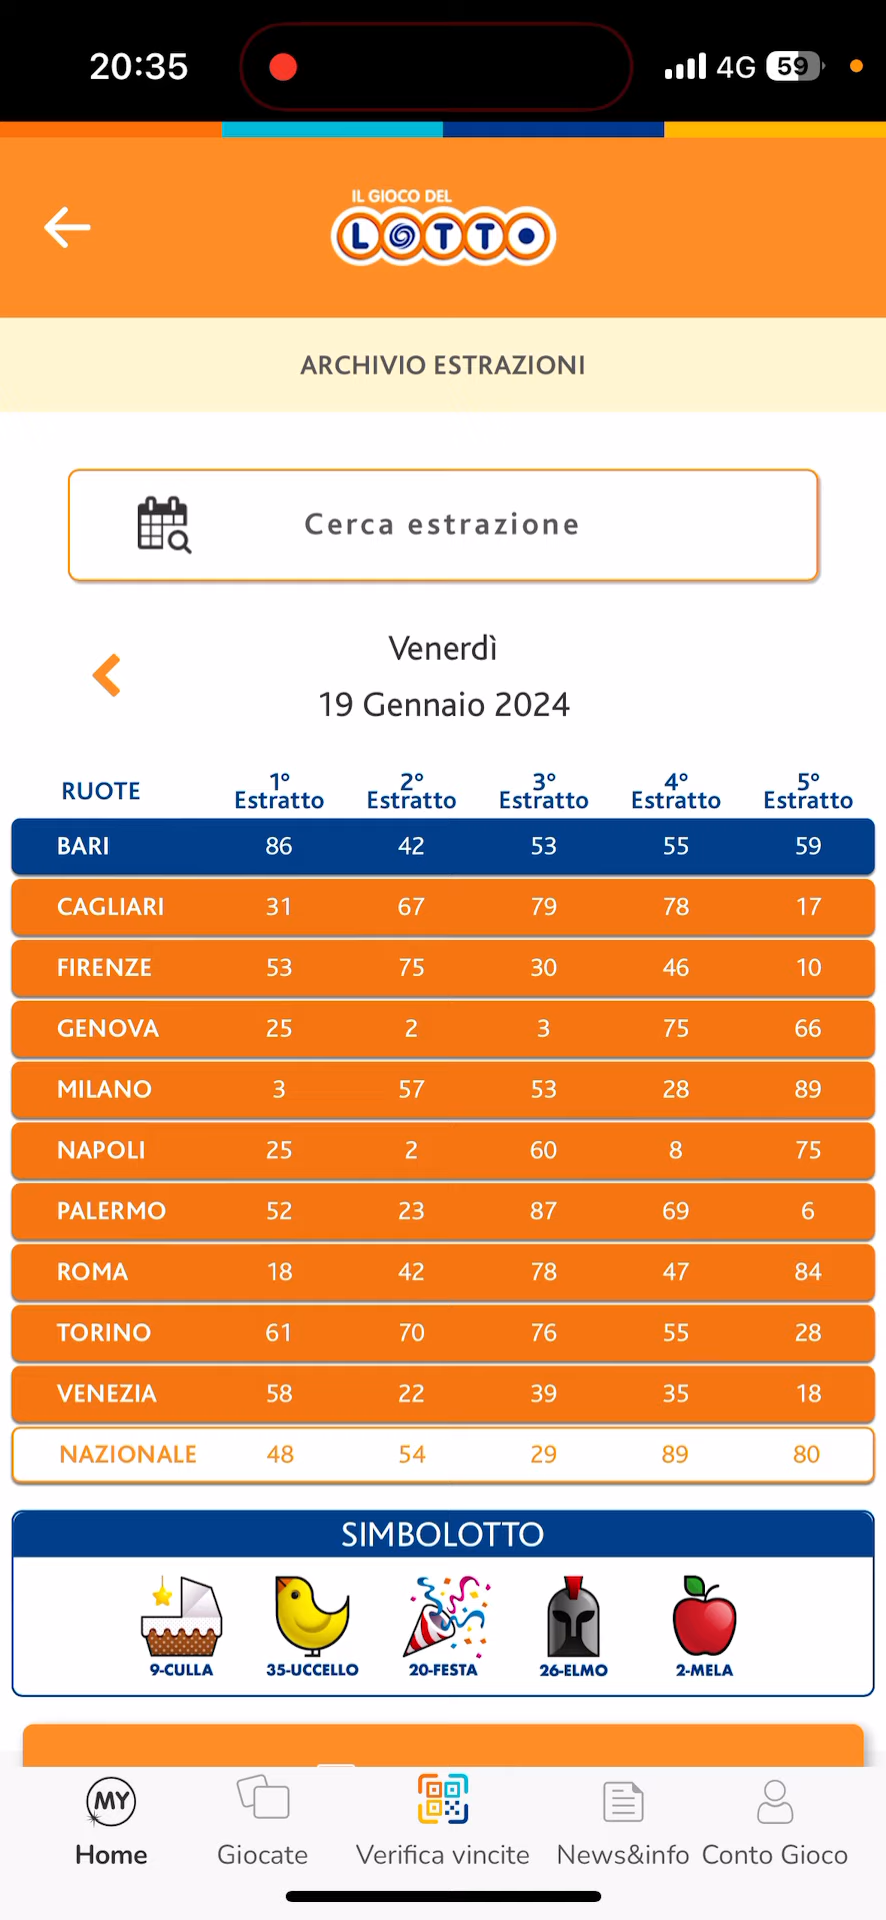 20:35 4G 59
IL GIOCO DEL
LOTTO
ARCHIVIO ESTRAZIONI
Cerca estrazione
Venerdì
19 Gennaio 2024
RUOTE 1° Estratto 2° Estratto 3° Estratto 4° Estratto 5° Estratto
BARI 86 42 53 55 59
CAGLIARI 31 67 79 78 17
FIRENZE 53 75 30 46 10
GENOVA 25 2 3 75 66
MILANO 3 57 53 28 89
NAPOLI 25 2 60 8 75
PALERMO 52 23 87 69 6
ROMA 18 42 78 47 84
TORINO 61 70 76 55 28
VENEZIA 58 22 39 35 18
NAZIONALE 48 54 29 89 80
SIMBOLOTTO
9-CULLA 35-UCCELLO 20-FESTA 26-ELMO 2-MELA
MY
Home Giocate Verifica vincite News&info Conto Gioco